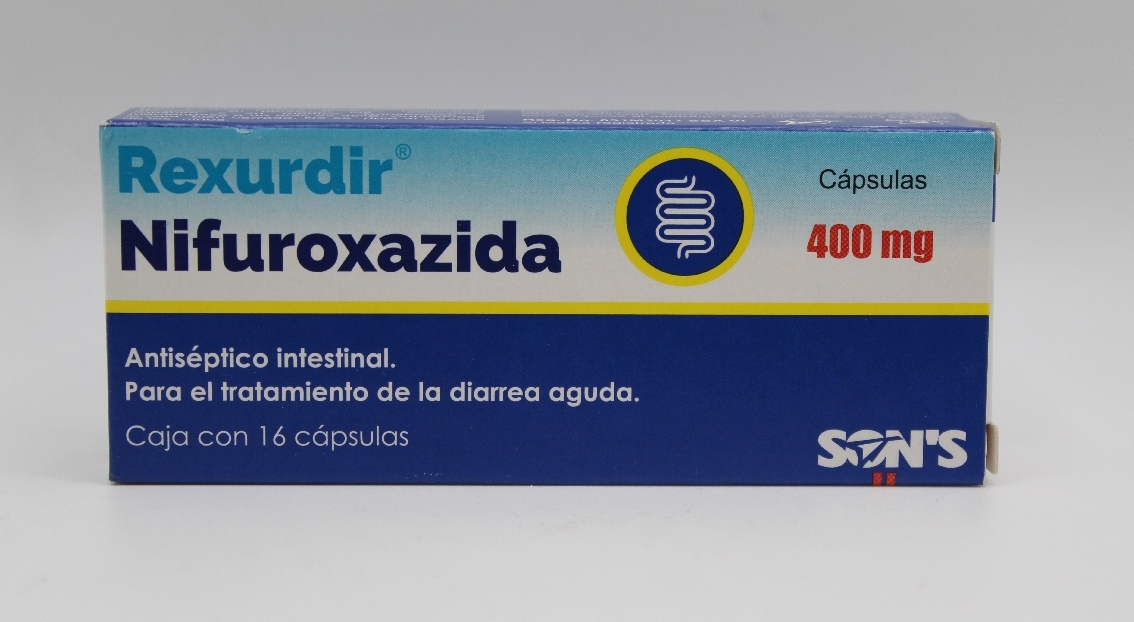 Rexurdir®
Nifuroxazida
Cápsulas
400 mg
Antiséptico intestinal.
Para el tratamiento de la diarrea aguda.
Caja con 16 cápsulas
SON'S